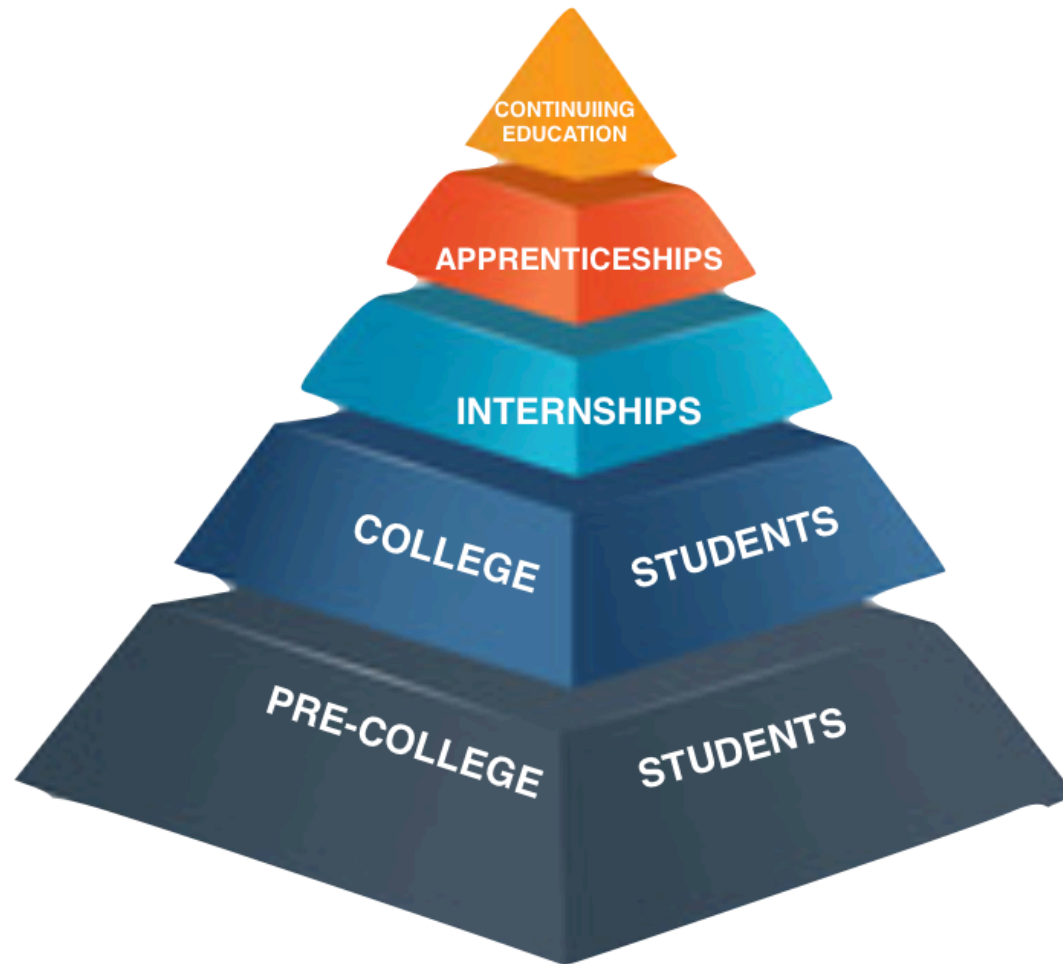 CONTINUIING
EDUCATION
APPRENTICESHIPS
INTERNSHIPS
COLLEGE STUDENTS
PRE-COLLEGE STUDENTS